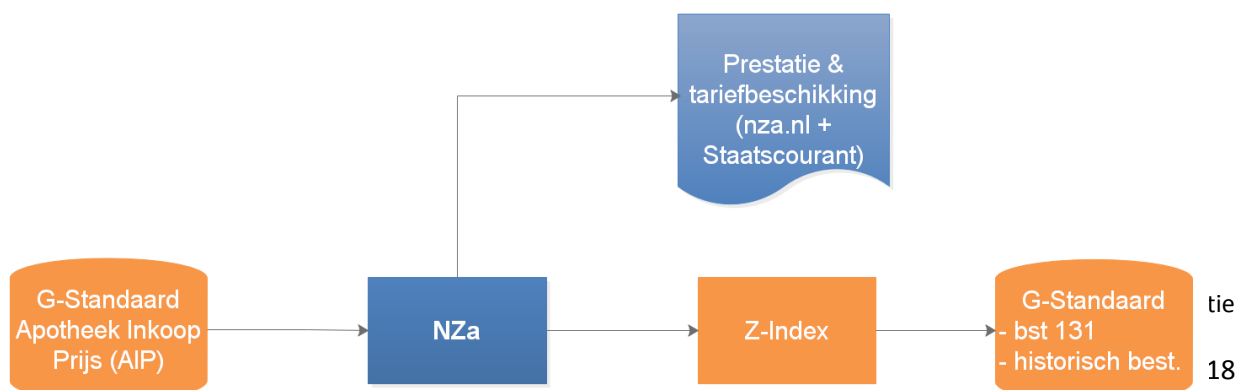 Prestatie &
tariefbeschikking
(nza.nl +
Staatscourant)
G-Standaard
Apotheek Inkoop
Prijs (AIP)
NZa
Z-Index
G-Standaard
- bst 131
- historisch best.
tie
18